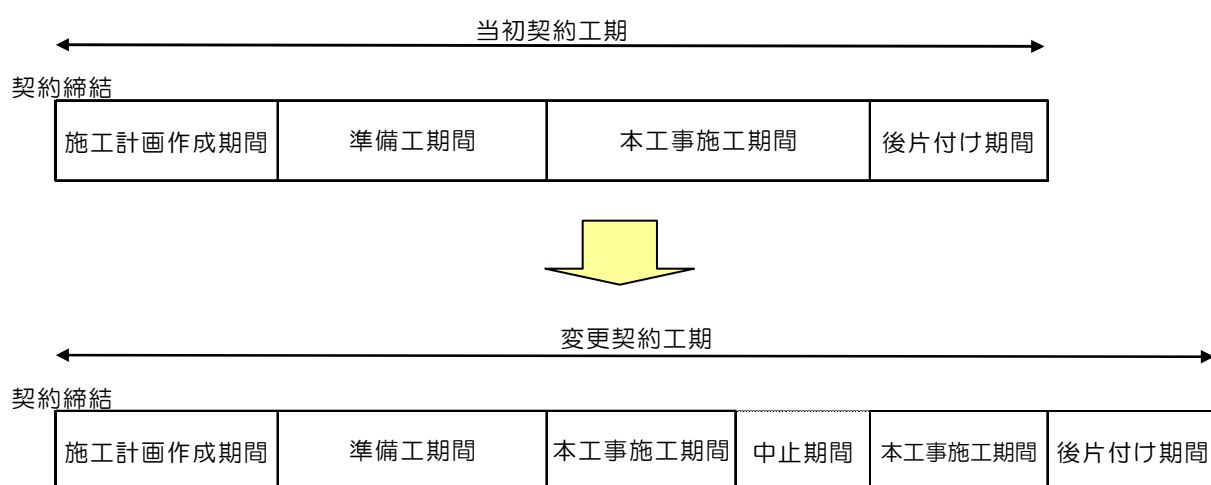 当初契約工期
契約締結
施工計画作成期間 準備工期間 本工事施工期間 後片付け期間
変更契約工期
契約締結
施工計画作成期間 準備工期間 本工事施工期間 中止期間 本工事施工期間 後片付け期間